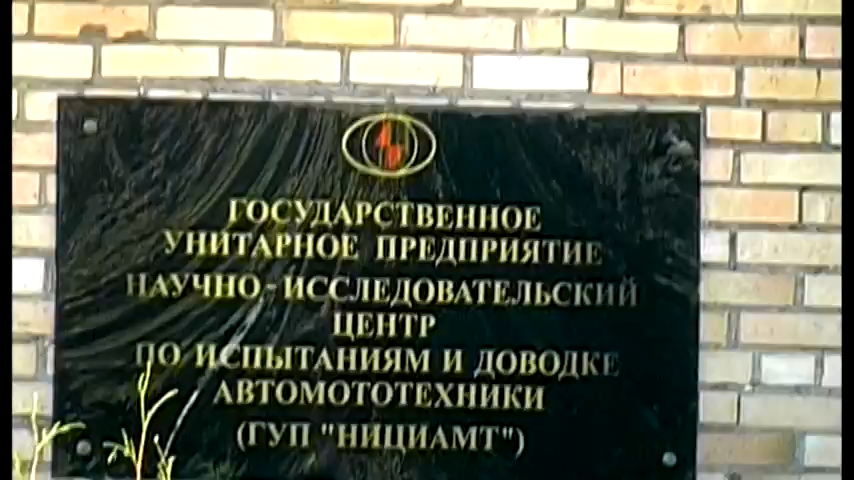 ГОСУДАРСТВЕННОЕ
УНИТАРНОЕ ПРЕДПРИЯТИЕ
НАУЧНО-ИССЛЕДОВАТЕЛЬСКИЙ
ЦЕНТР
ПО ИСПЫТАНИЯМ И ДОВОДКЕ
АВТОМОТОТЕХНИКИ
(ГУП "НИЦИАМТ")